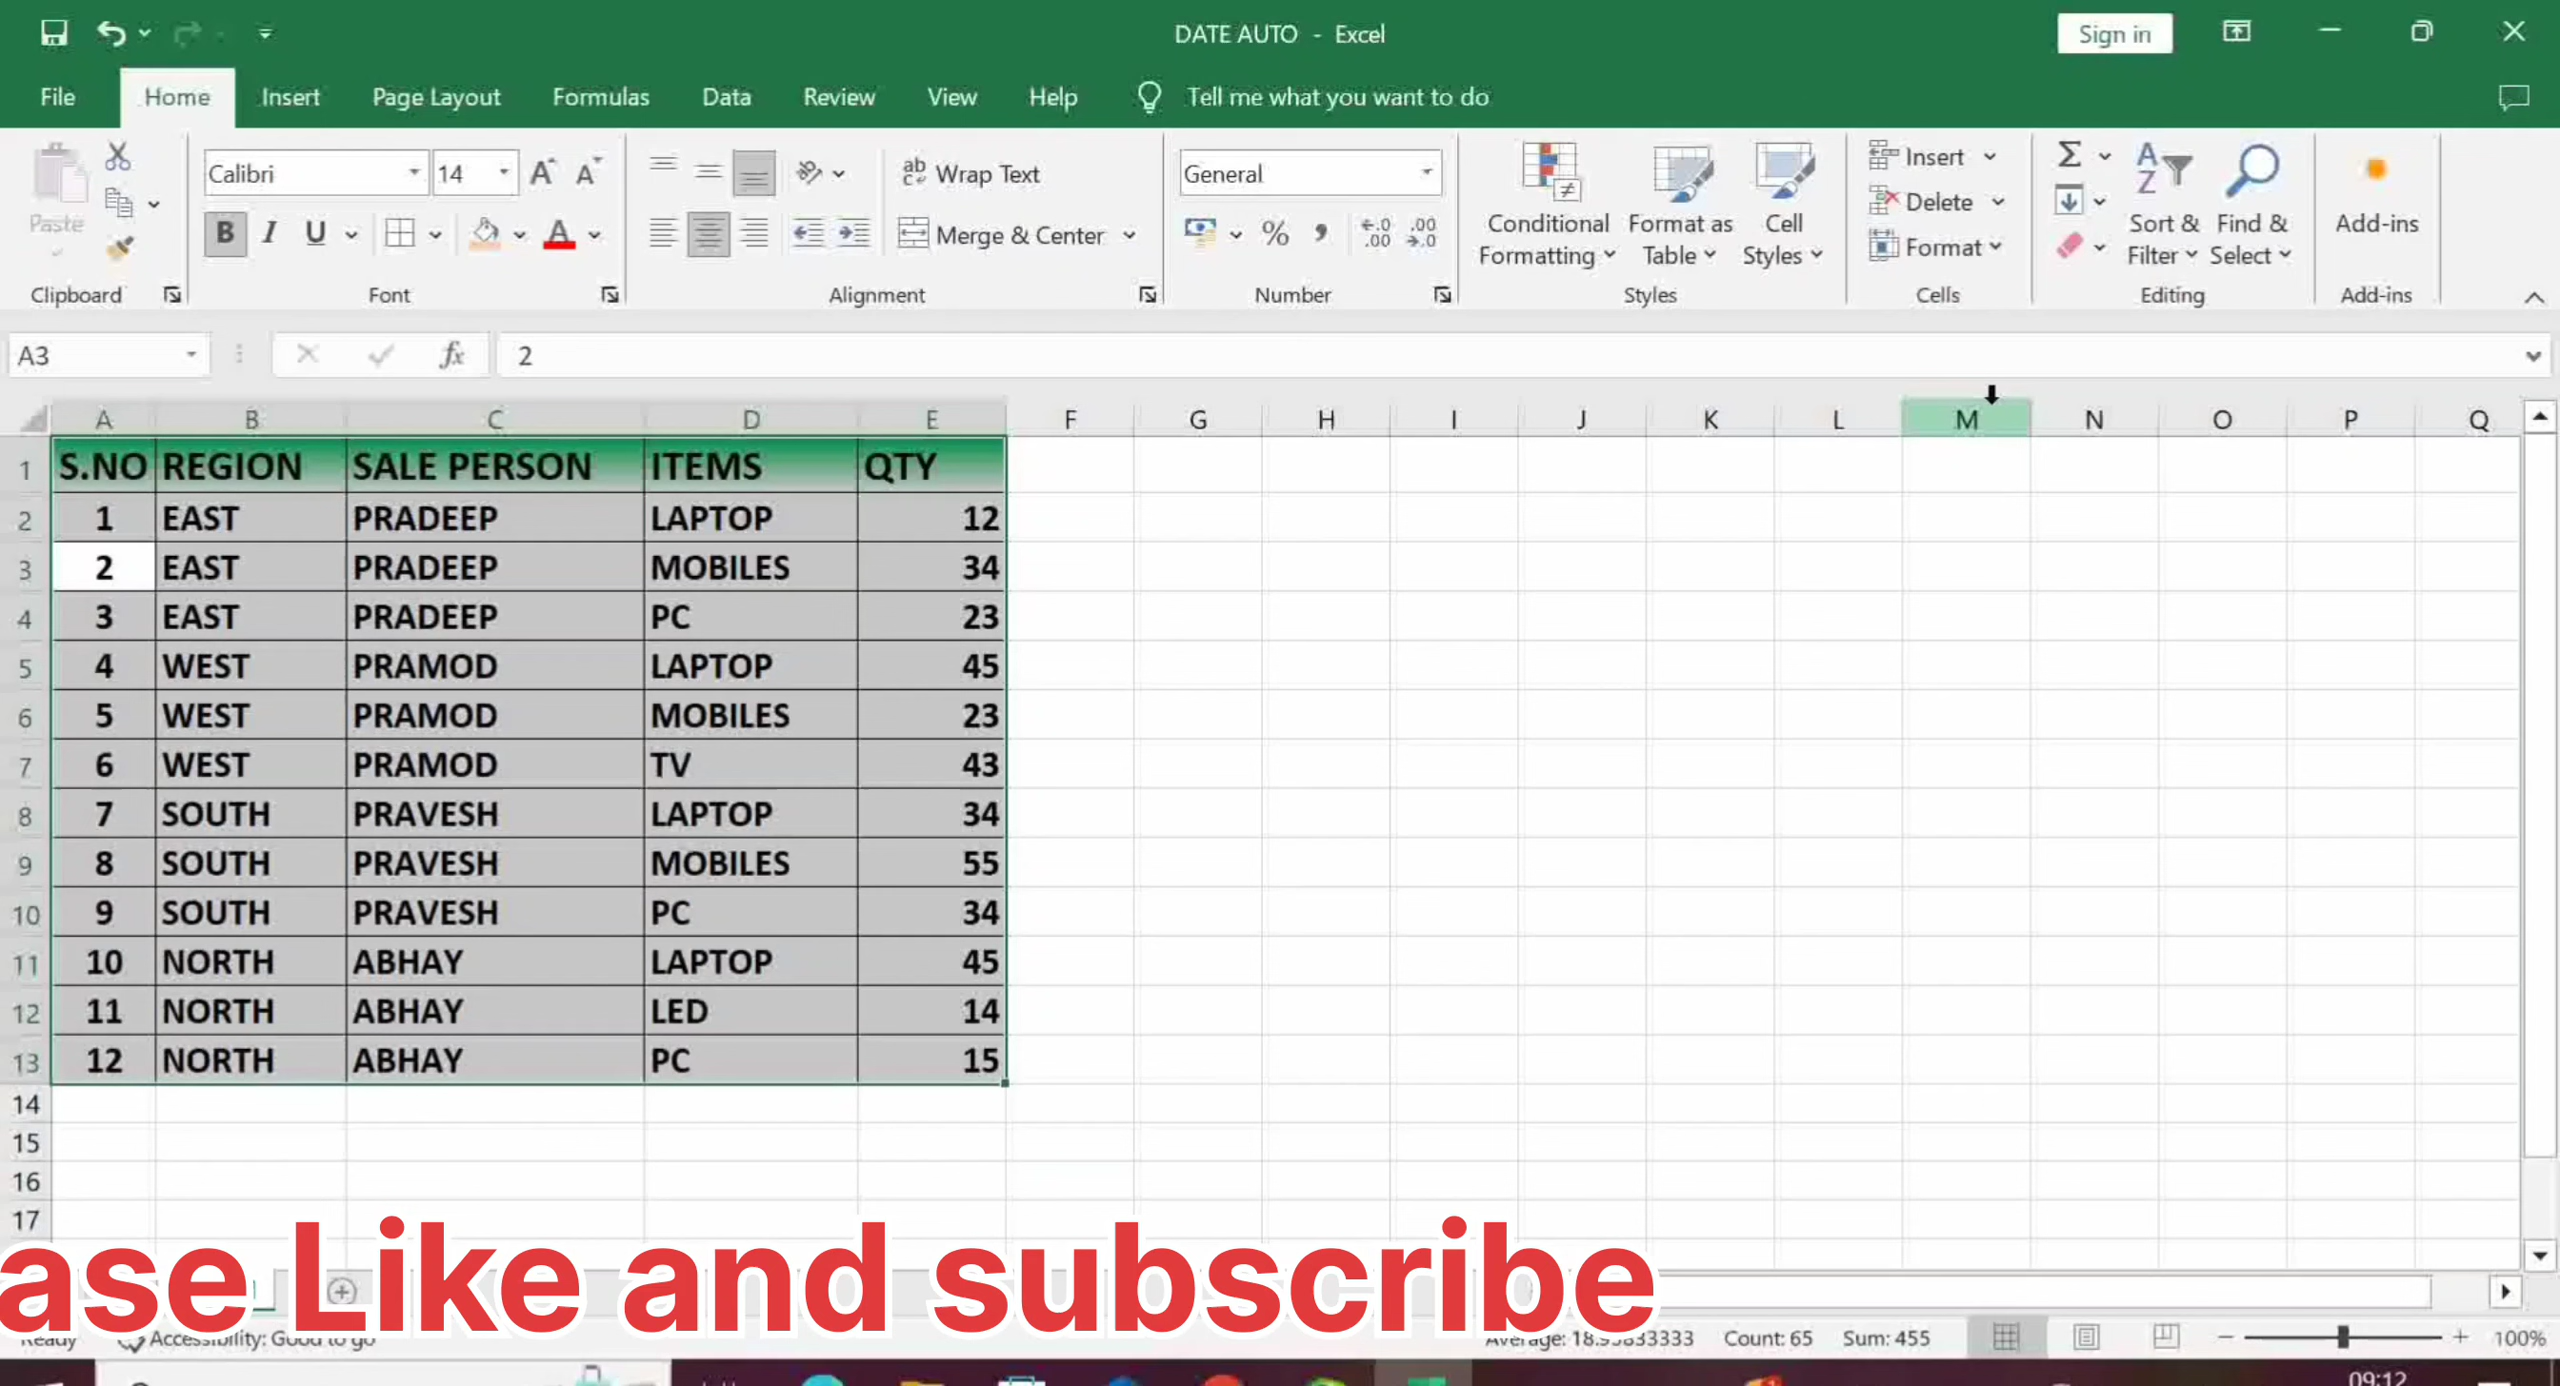 DATE AUTO - Excel
Sign in
File Home Insert Page Layout Formulas Data Review View Help Tell me what you want to do
Paste
Clipboard
Calibri 14
B I U
Font
Wrap Text
Merge & Center
Alignment
General
Number
Conditional Formatting
Format as Table
Cell Styles
Styles
Insert
Delete
Format
Cells
Sort & Filter
Find & Select
Editing
Add-ins
Add-ins
A3 fx 2
A B C D E F G H I J K L M N O P Q
1 S.NO REGION SALE PERSON ITEMS QTY
2 1 EAST PRADEEP LAPTOP 12
3 2 EAST PRADEEP MOBILES 34
4 3 EAST PRADEEP PC 23
5 4 WEST PRAMOD LAPTOP 45
6 5 WEST PRAMOD MOBILES 23
7 6 WEST PRAMOD TV 43
8 7 SOUTH PRAVESH LAPTOP 34
9 8 SOUTH PRAVESH MOBILES 55
10 9 SOUTH PRAVESH PC 34
11 10 NORTH ABHAY LAPTOP 45
12 11 NORTH ABHAY LED 14
13 12 NORTH ABHAY PC 15
14
15
16
17
ase Like and subscribe
Ready Accessibility: Good to go Average: Count: 65 Sum: 455 100%
09:12